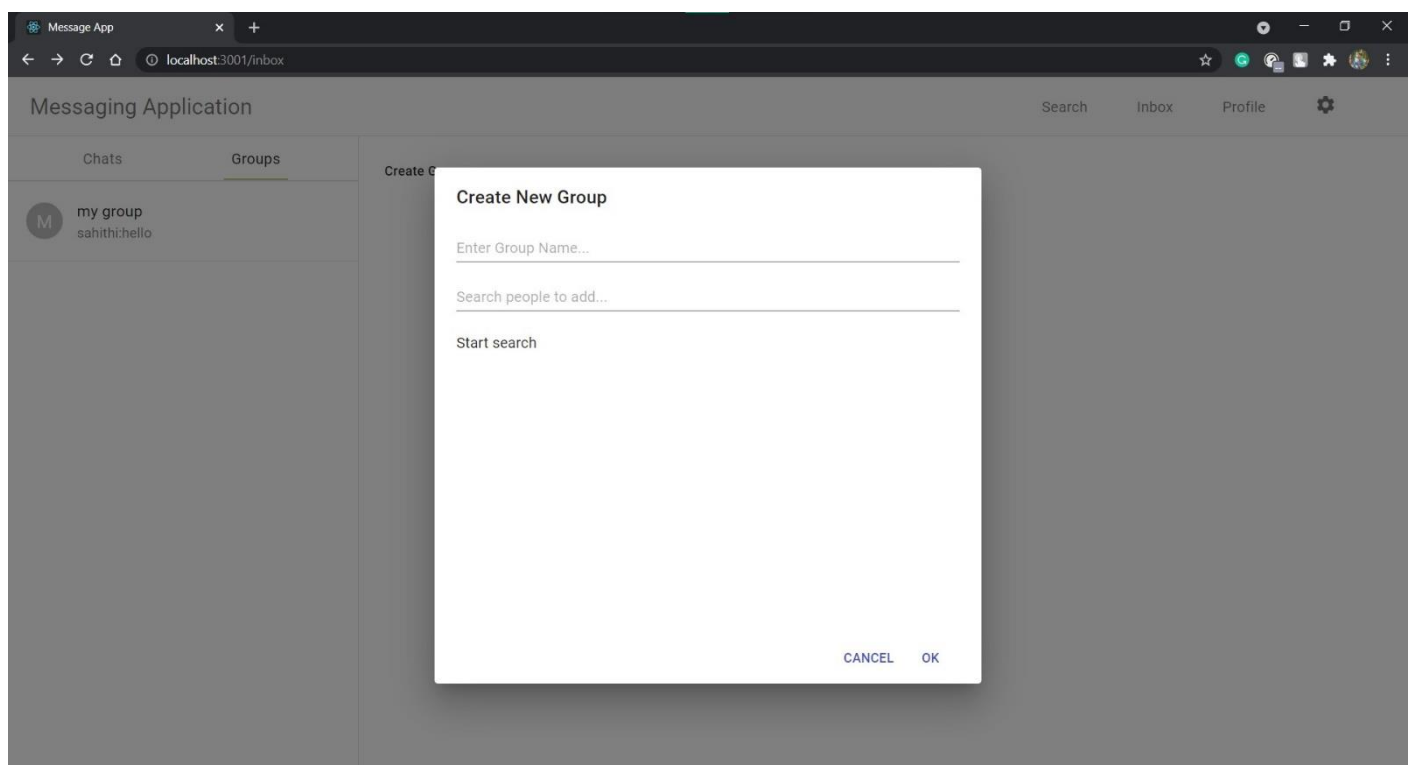 Message App
localhost:3001/inbox
Messaging Application
Search
Inbox
Profile
Chats
Groups
M
my group
sahithi:hello
Create G
Create New Group
Enter Group Name...
Search people to add...
Start search
CANCEL
OK